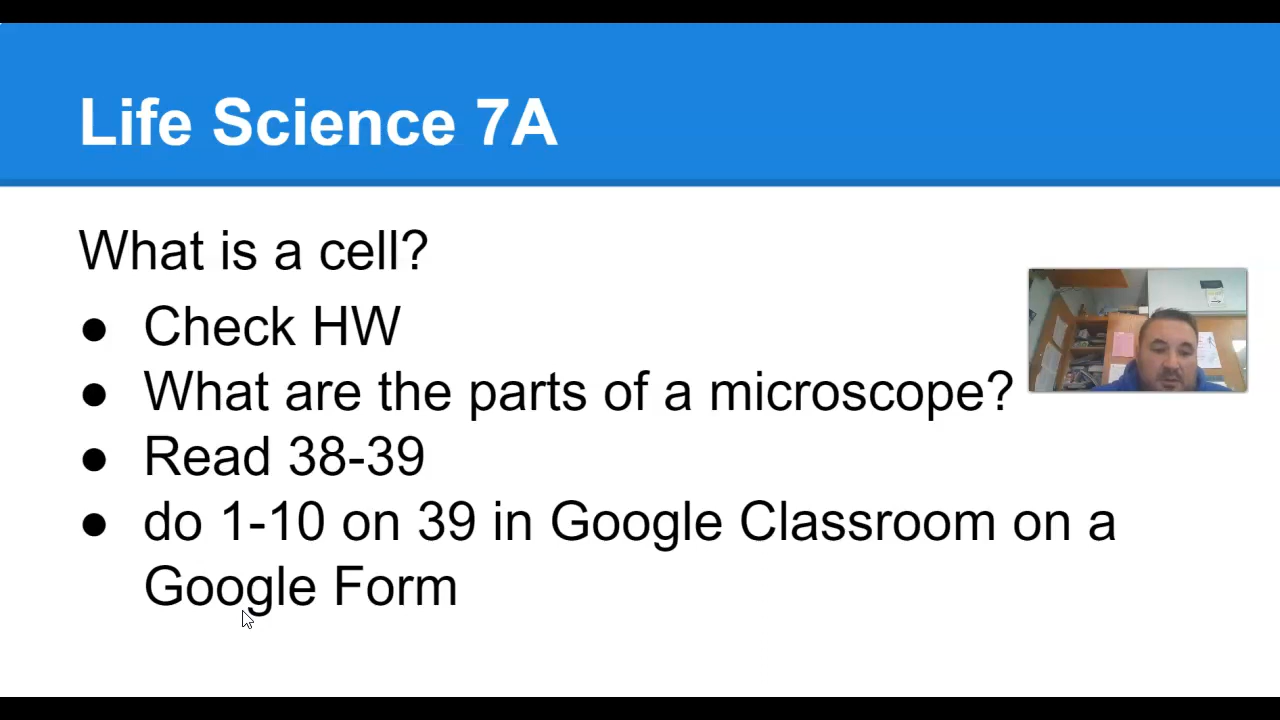 Life Science 7A
What is a cell?
● Check HW
● What are the parts of a microscope?
● Read 38-39
● do 1-10 on 39 in Google Classroom on a
Google Form